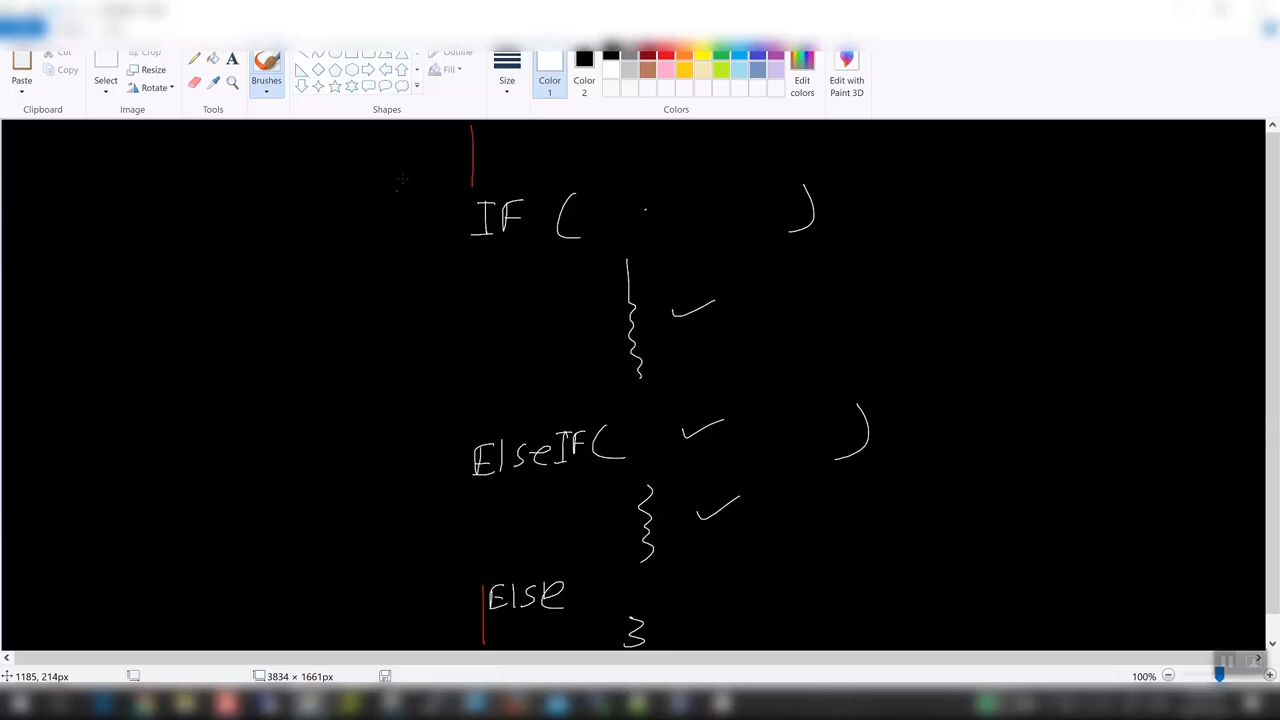 Cut
Crop
Outline
Paste
Copy
Select
Resize
Rotate
A
Brushes
Fill
Size
Color 1
Color 2
Edit colors
Edit with Paint 3D
Clipboard
Image
Tools
Shapes
Colors
IF ( )
ElseIF( )
Else
1185, 214px
3834 × 1661px
100%